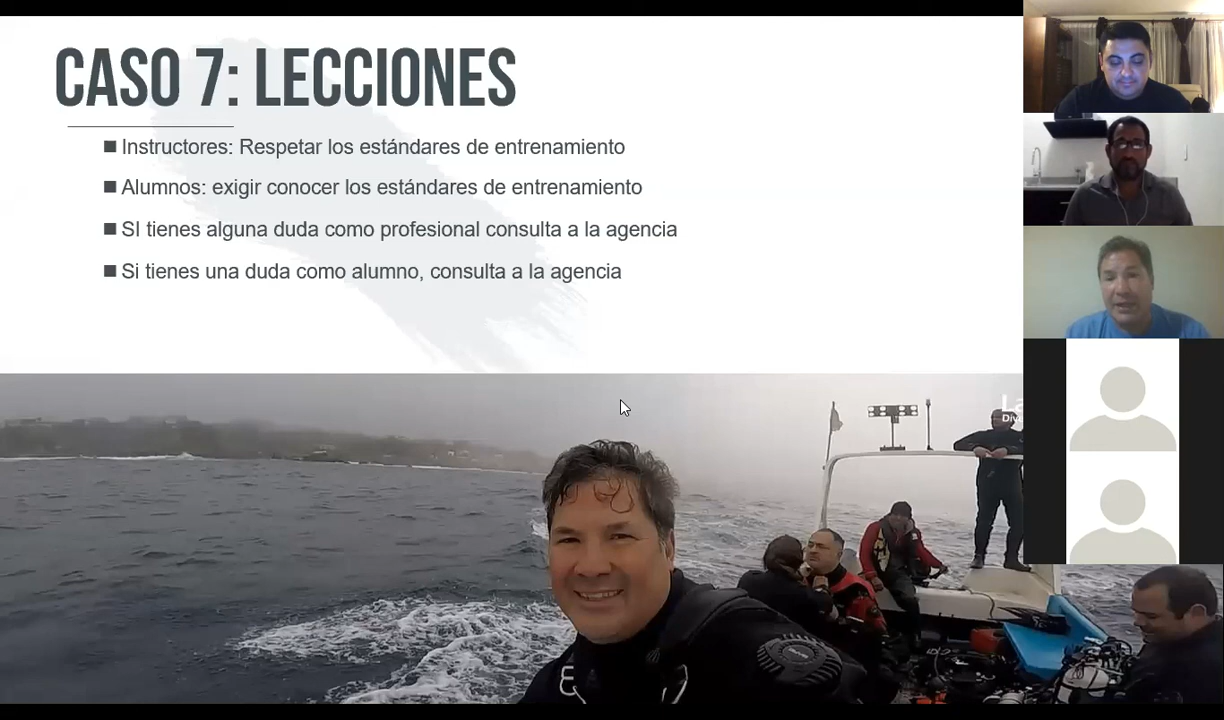 CASO 7: LECCIONES
Instructores: Respetar los estándares de entrenamiento
Alumnos: exigir conocer los estándares de entrenamiento
SI tienes alguna duda como profesional consulta a la agencia
Si tienes una duda como alumno, consulta a la agencia